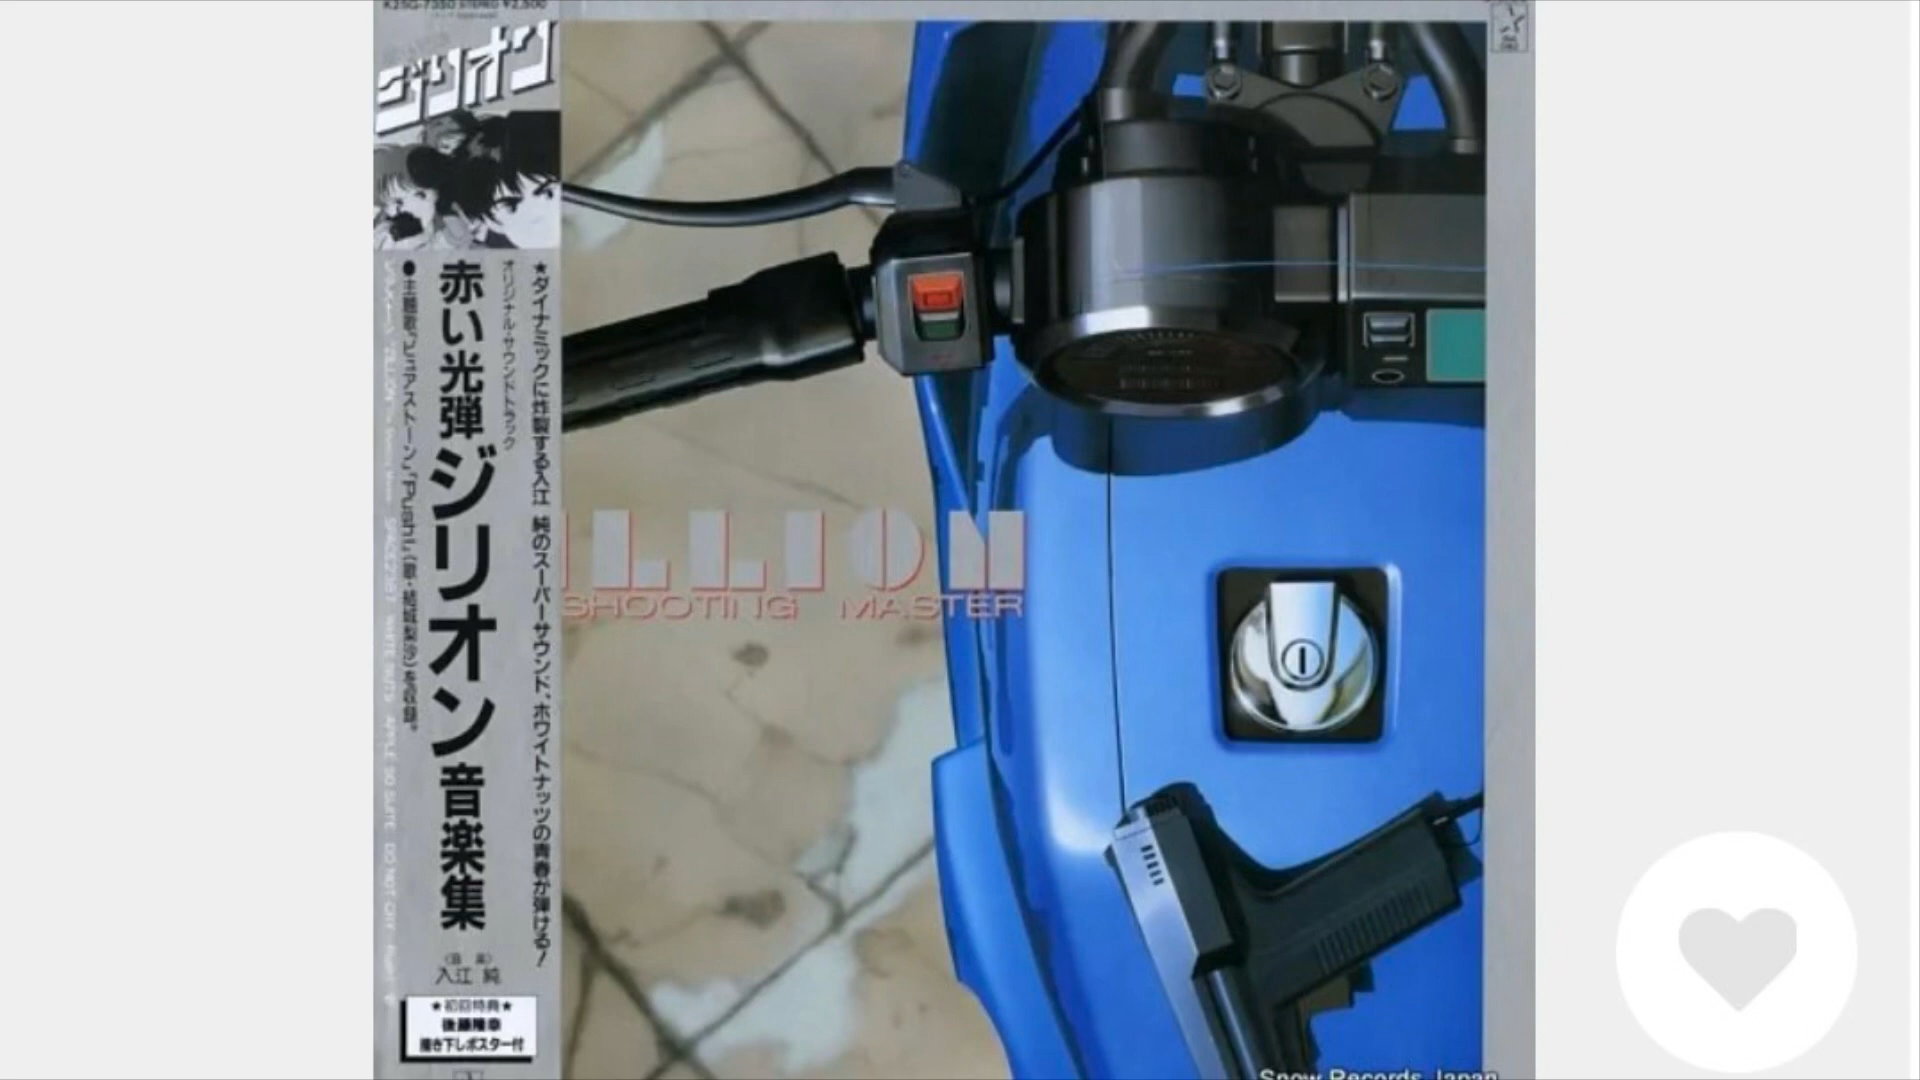 K25G-7350 STEREO ¥2,500
ジリオン
★ダイナミックに炸裂する入江 純のスーパーサウンド、ホワイトナッツの青春が弾ける!
オリジナル・サウンドトラック
赤い光弾ジリオン音楽集
〈音楽〉
入江 純
●主題歌「ピュアストーン」「Push!」(歌・結城梨沙)を収録。
★初回特典★
後藤隆幸
描き下しポスター付
ILLION
SHOOTING MASTER
Snow Records Japan